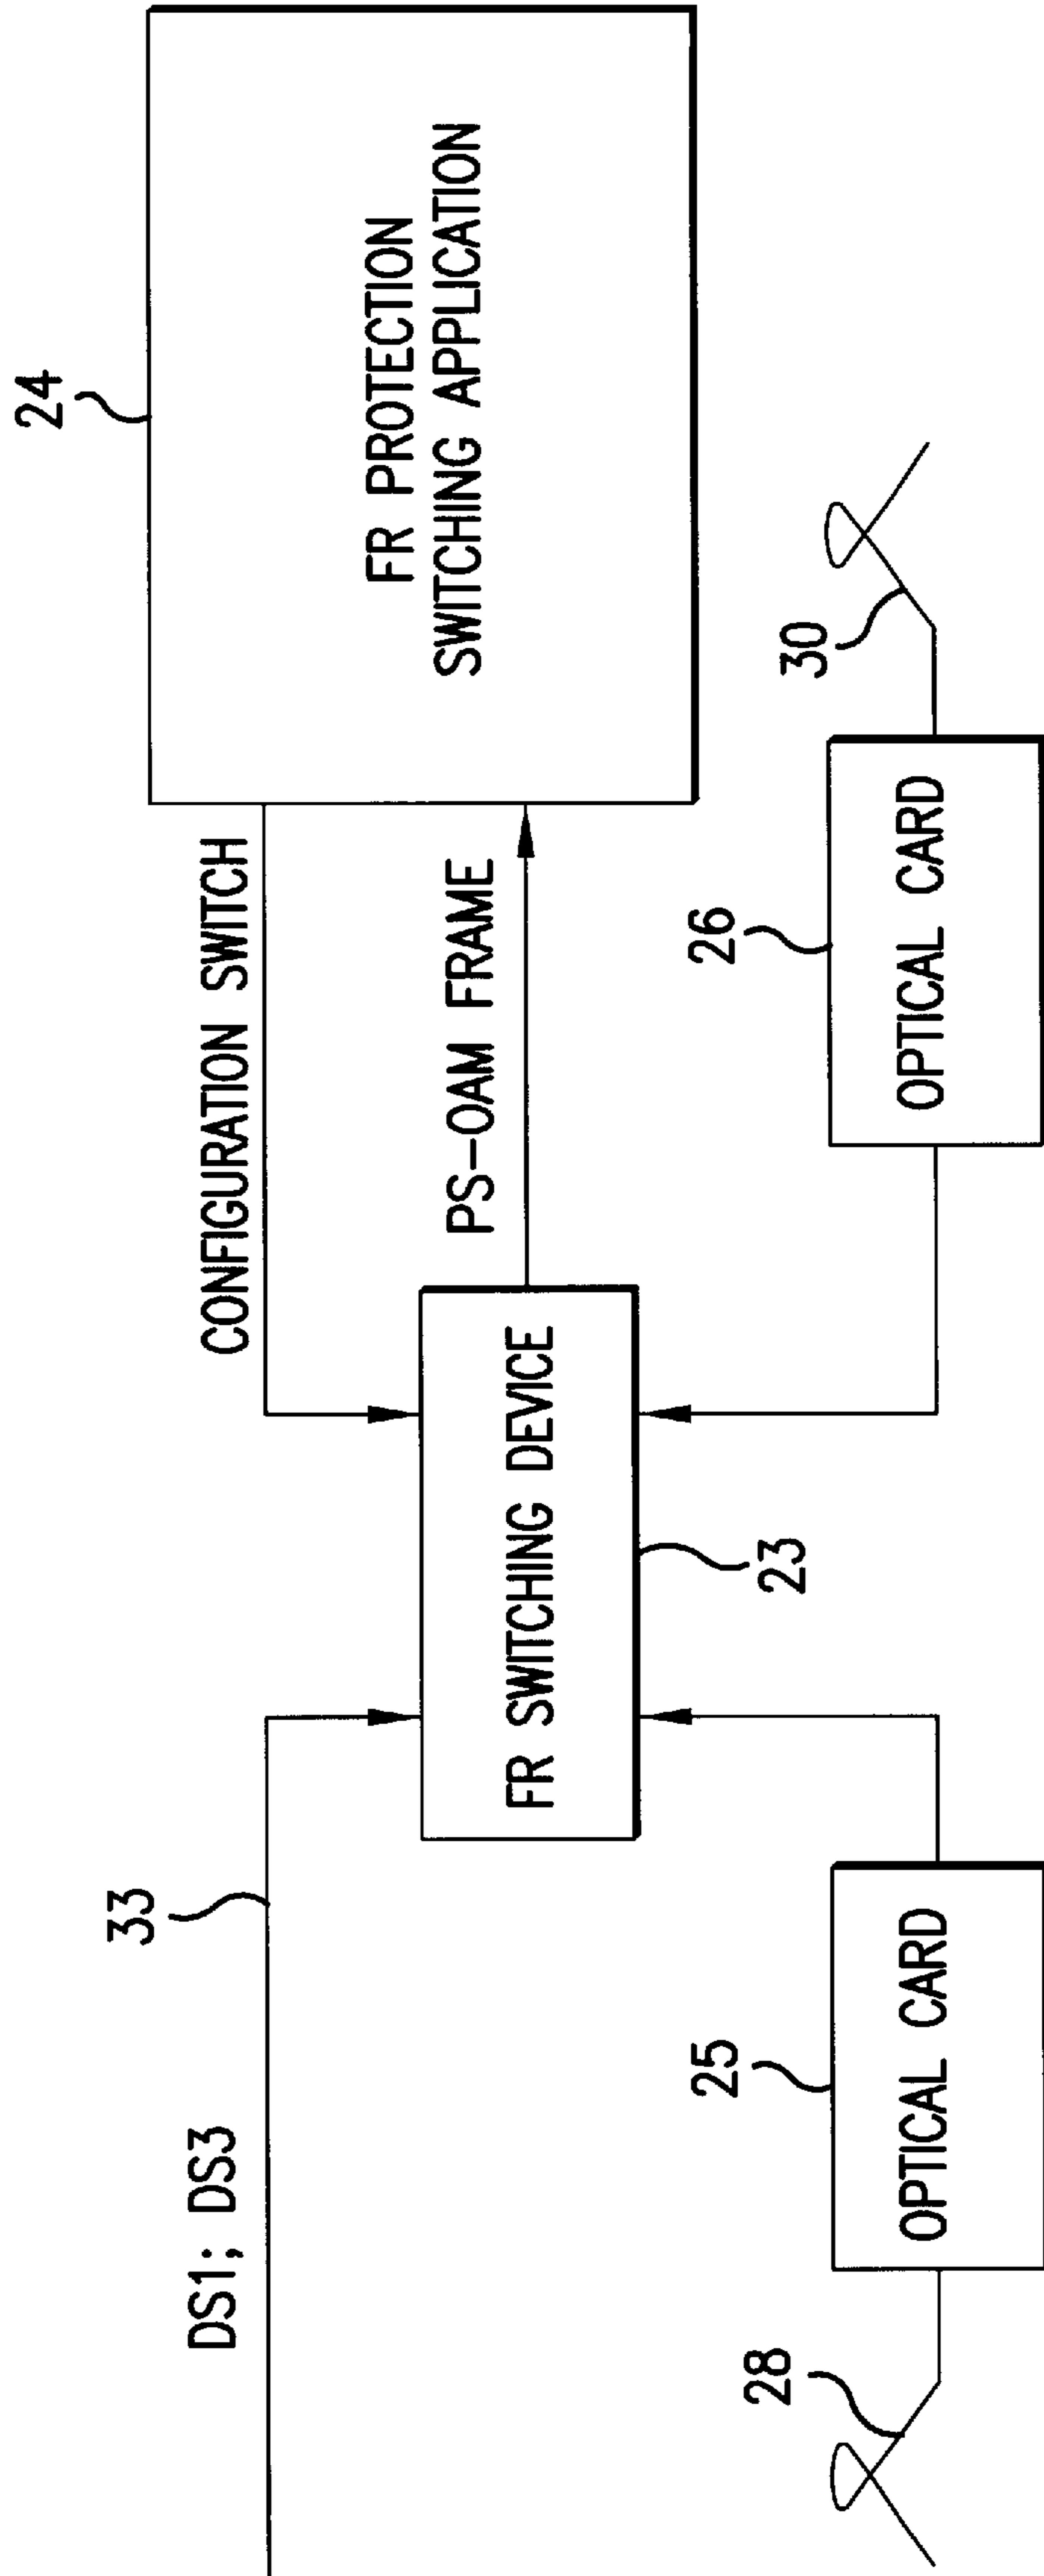 24
FR PROTECTION
SWITCHING APPLICATION
33
DS1; DS3
CONFIGURATION SWITCH
PS-OAM FRAME
FR SWITCHING DEVICE
23
28
25
OPTICAL CARD
26
OPTICAL CARD
30